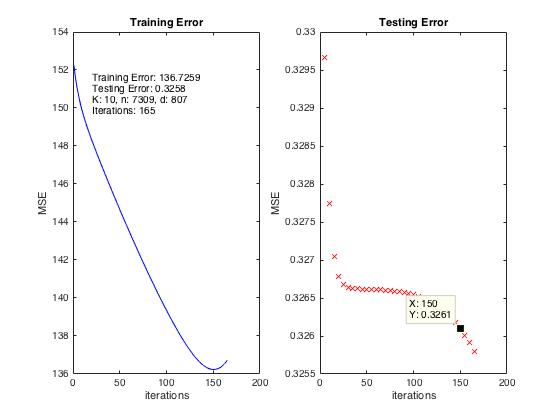 Training Error
154
152
150
148
146
144
142
140
138
136
MSE
Training Error: 136.7259
Testing Error: 0.3258
K: 10, n: 7309, d: 807
Iterations: 165
0
50
100
150
200
iterations
Testing Error
0.33
0.3295
0.329
0.3285
0.328
0.3275
0.327
0.3265
0.326
0.3255
MSE
X: 150
Y: 0.3261
0
50
100
150
200
iterations